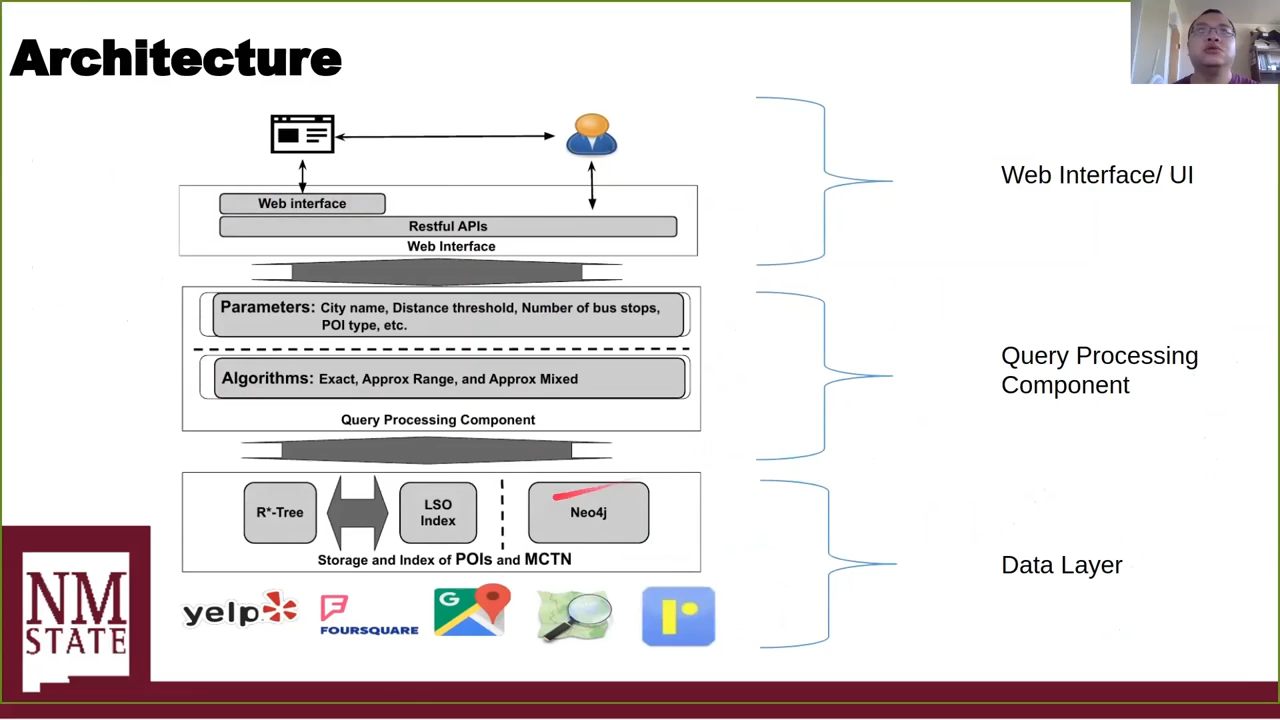 Architecture
Web interface
Restful APIs
Web Interface
Web Interface/ UI
Parameters: City name, Distance threshold, Number of bus stops,
POI type, etc.
Algorithms: Exact, Approx Range, and Approx Mixed
Query Processing Component
Query Processing
Component
R*-Tree
LSO
Index
Neo4j
Storage and Index of POIs and MCTN
Data Layer
yelp
FOURSQUARE
G
r
NM
STATE